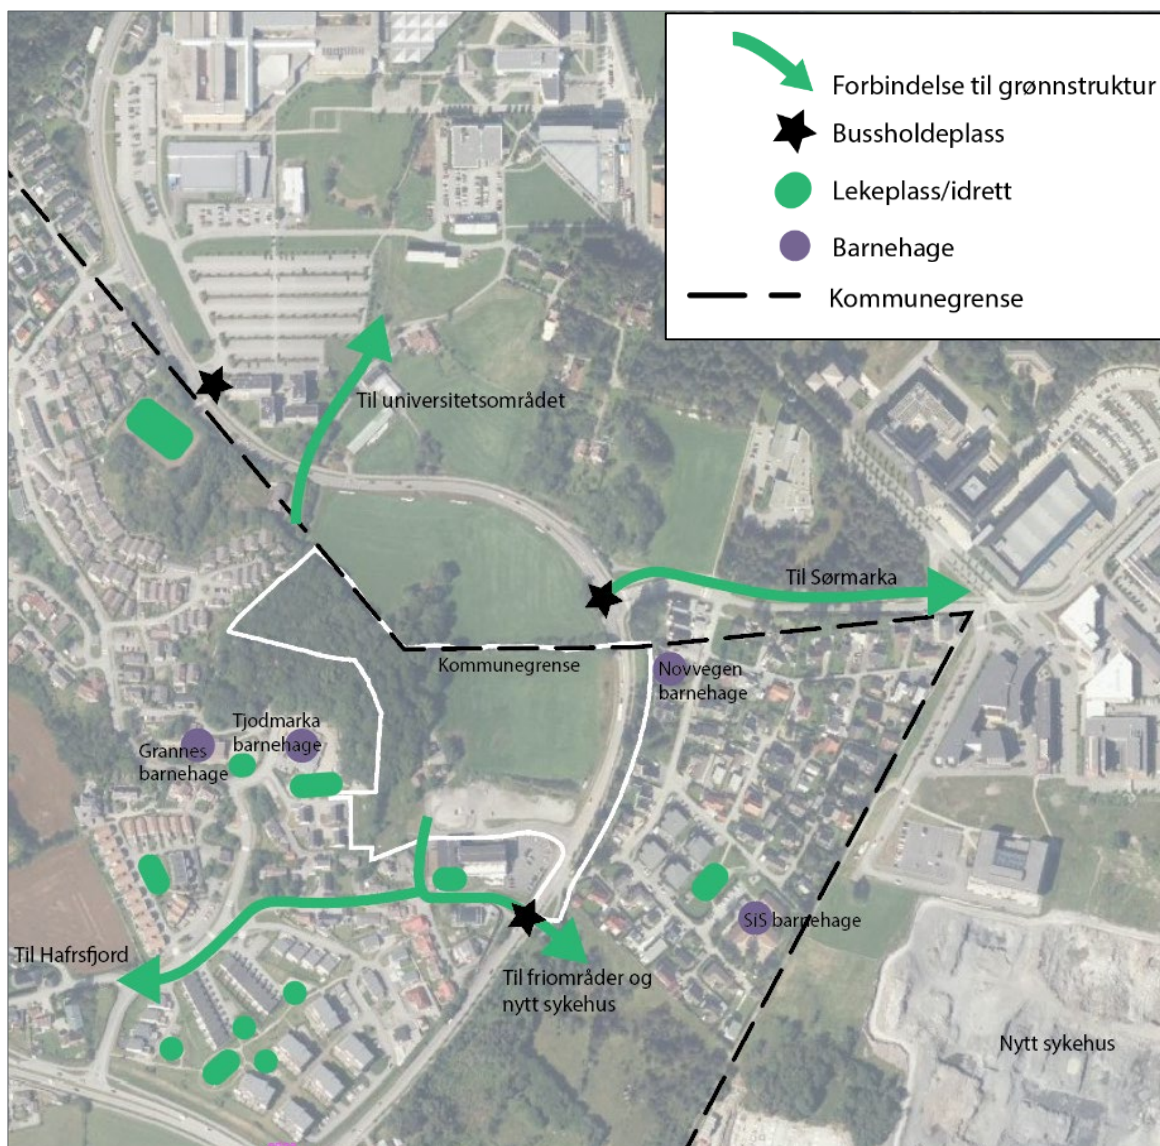 Forbindelse til grønnstruktur
Bussholdeplass
Lekeplass/idrett
Barnehage
Kommunegrense
Til universitetsområdet
Til Sørmarka
Kommunegrense
Novvegen
barnehage
Tjodmarka
barnehage
Grannes
barnehage
SiS barnehage
Til Hafrsfjord
Til friområder og
nytt sykehus
Nytt sykehus